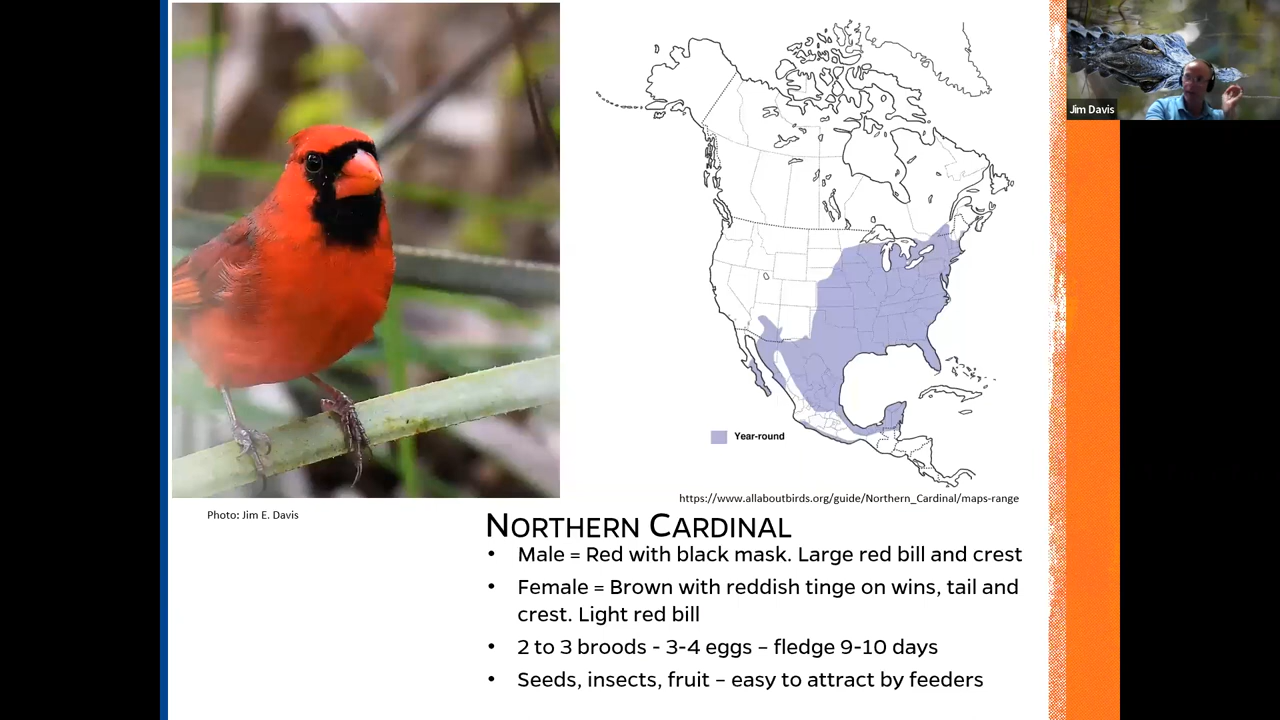 Jim Davis
Year-round
https://www.allaboutbirds.org/guide/Northern_Cardinal/maps-range
Photo: Jim E. Davis
NORTHERN CARDINAL
• Male = Red with black mask. Large red bill and crest
• Female = Brown with reddish tinge on wins, tail and
crest. Light red bill
• 2 to 3 broods - 3-4 eggs – fledge 9-10 days
• Seeds, insects, fruit – easy to attract by feeders